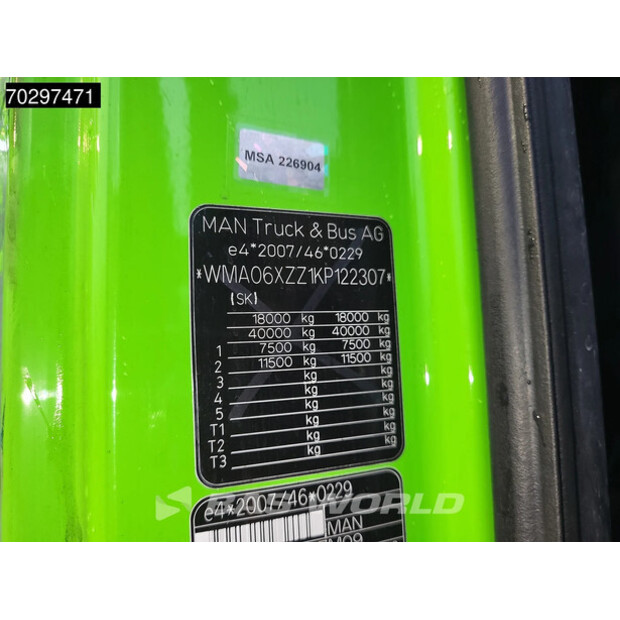 70297471
MSA 226904
MAN Truck & Bus AG
e4*2007/46*0229
*WMA06XZZ1KP122307*
(SK)
18000 kg 18000 kg
40000 kg 40000 kg
1 7500 kg 7500 kg
2 11500 kg 11500 kg
3 kg kg
4 kg kg
5 kg kg
T1 kg kg
T2 kg kg
T3 kg kg
e4*2007/46*0229
WORLD
MAN